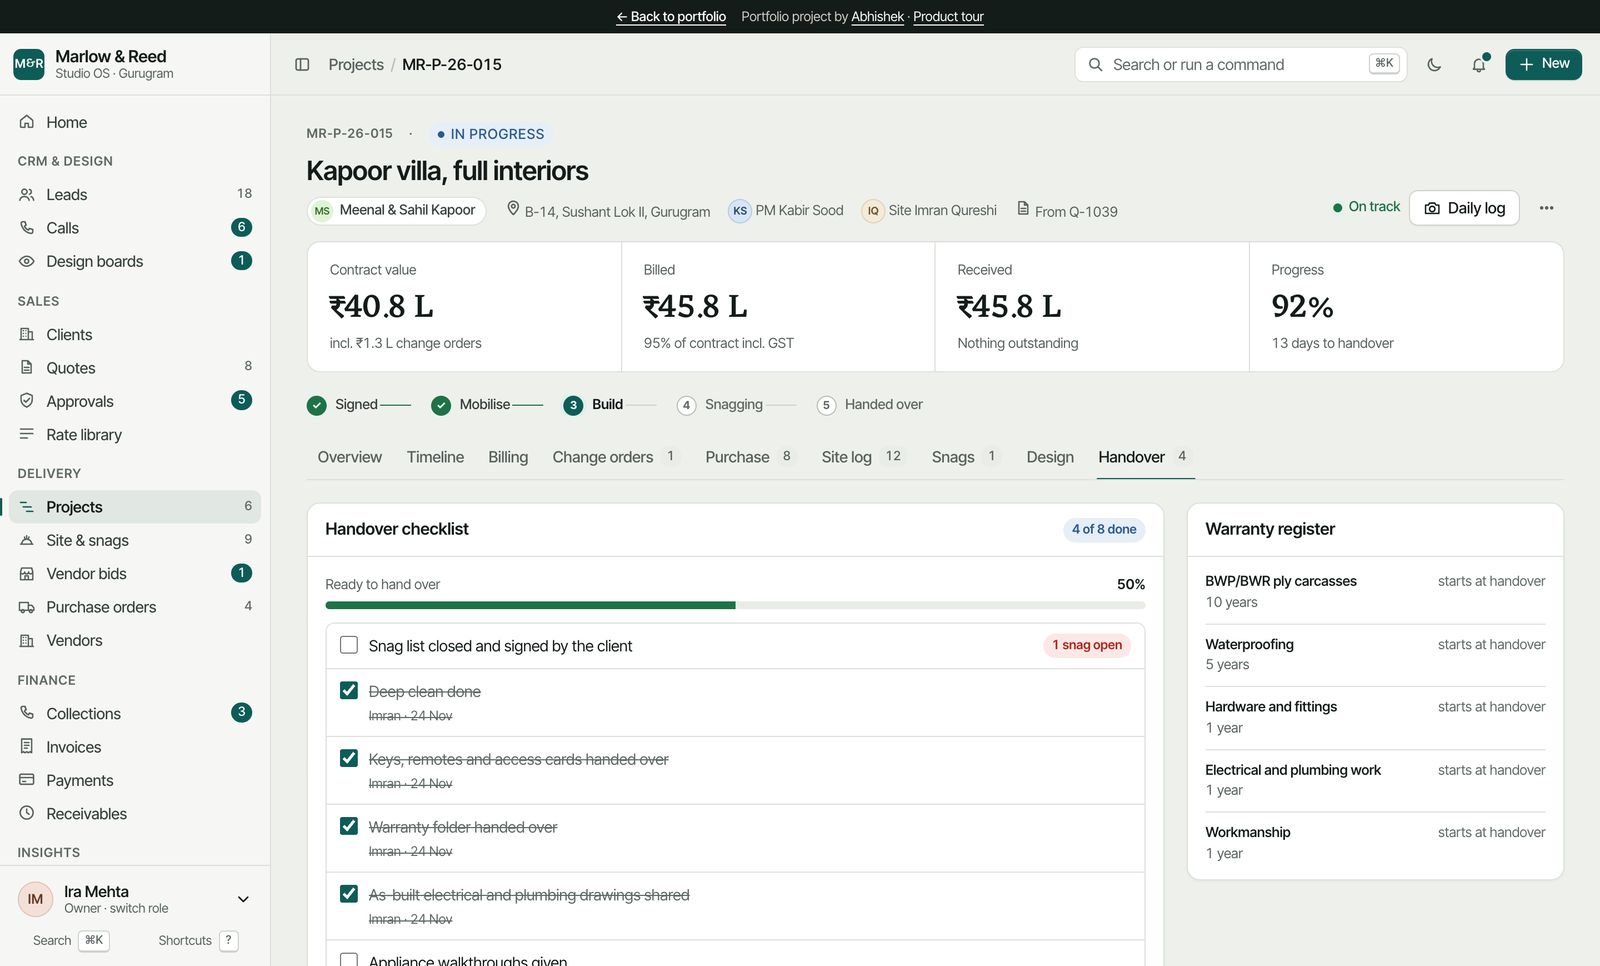 ← Back to portfolio Portfolio project by Abhishek · Product tour
M&R
Marlow & Reed
Studio OS · Gurugram
Home
CRM & DESIGN
Leads 18
Calls 6
Design boards 1
SALES
Clients
Quotes 8
Approvals 5
Rate library
DELIVERY
Projects 6
Site & snags 9
Vendor bids 1
Purchase orders 4
Vendors
FINANCE
Collections 3
Invoices
Payments
Receivables
INSIGHTS
IM
Ira Mehta
Owner · switch role
Search ⌘K Shortcuts ?
Projects / MR-P-26-015
Search or run a command ⌘K
+ New
MR-P-26-015 · IN PROGRESS
Kapoor villa, full interiors
MS Meenal & Sahil Kapoor B-14, Sushant Lok II, Gurugram KS PM Kabir Sood IQ Site Imran Qureshi From Q-1039
On track Daily log ···
Contract value
₹40.8 L
incl. ₹1.3 L change orders
Billed
₹45.8 L
95% of contract incl. GST
Received
₹45.8 L
Nothing outstanding
Progress
92%
13 days to handover
Signed Mobilise 3 Build 4 Snagging 5 Handed over
Overview Timeline Billing Change orders 1 Purchase 8 Site log 12 Snags 1 Design Handover 4
Handover checklist 4 of 8 done
Ready to hand over 50%
Snag list closed and signed by the client 1 snag open
Deep clean done
Imran · 24 Nov
Keys, remotes and access cards handed over
Imran · 24 Nov
Warranty folder handed over
Imran · 24 Nov
As-built electrical and plumbing drawings shared
Imran · 24 Nov
Appliance walkthroughs given
Warranty register
BWP/BWR ply carcasses starts at handover
10 years
Waterproofing starts at handover
5 years
Hardware and fittings starts at handover
1 year
Electrical and plumbing work starts at handover
1 year
Workmanship starts at handover
1 year